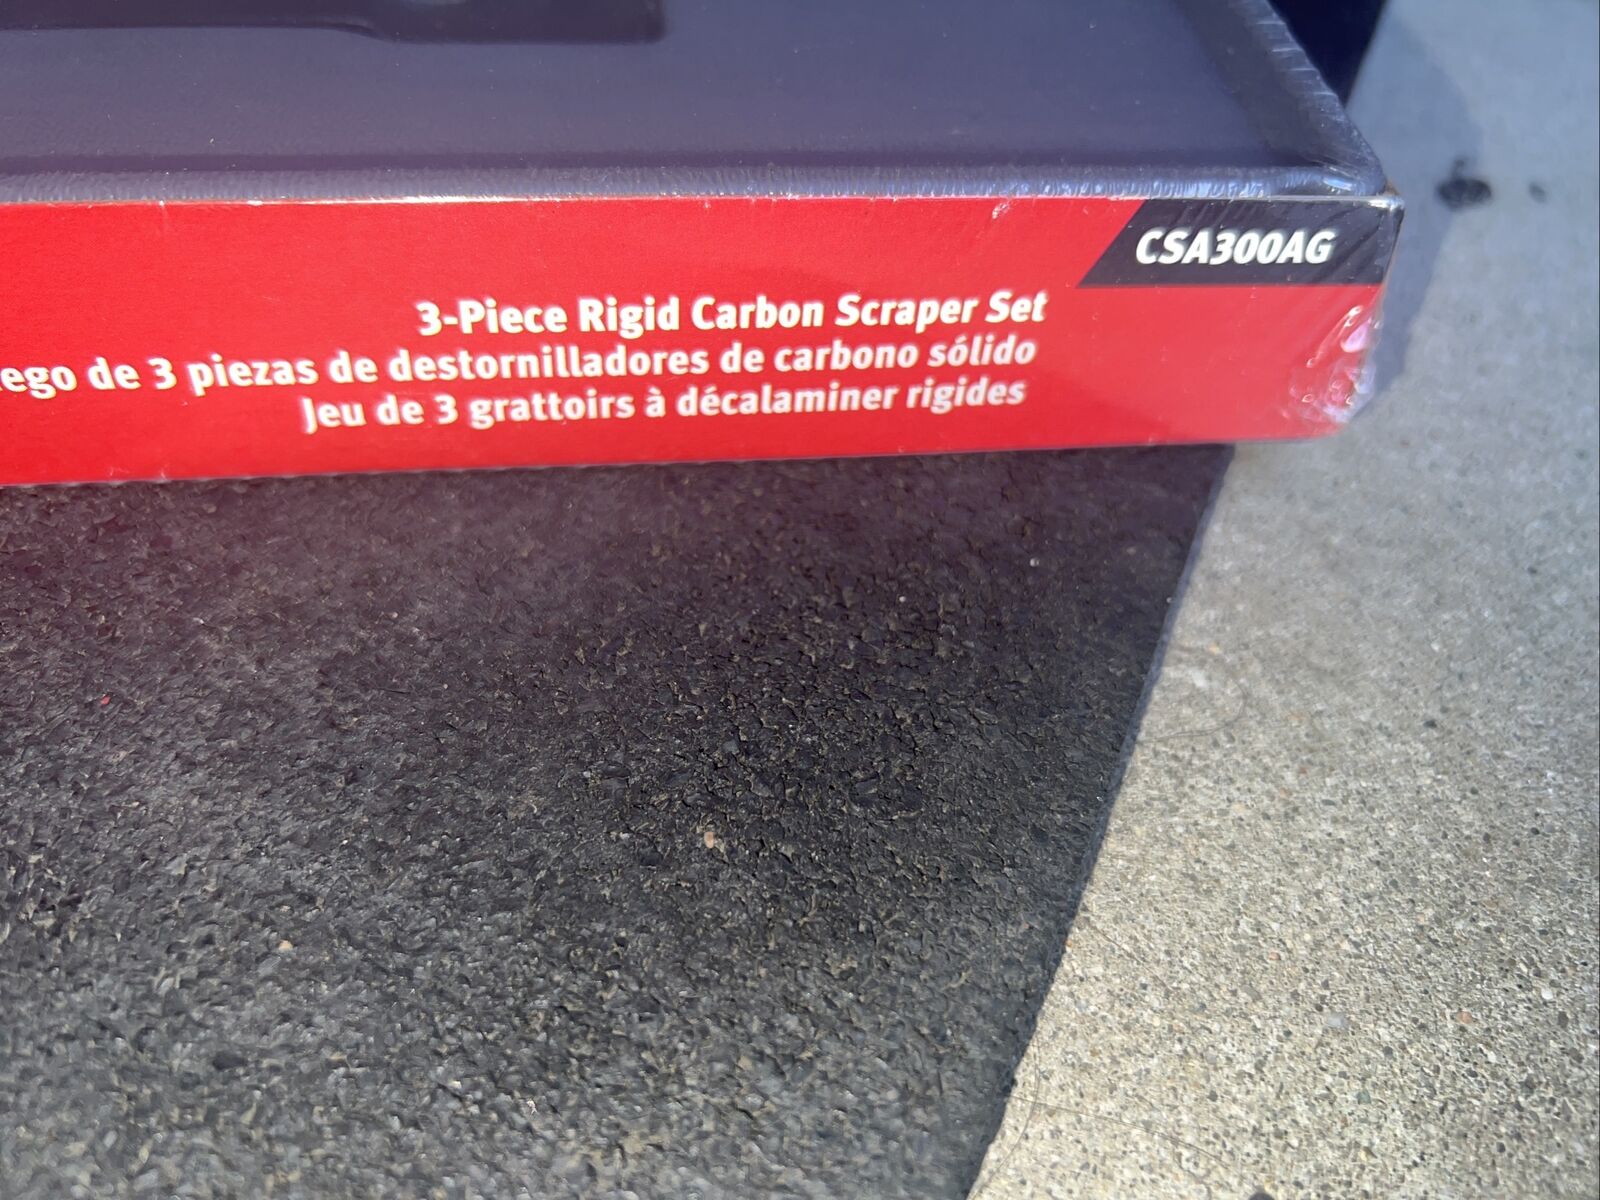 CSA300AG
3-Piece Rigid Carbon Scraper Set
ego de 3 piezas de destornilladores de carbono sólido
Jeu de 3 grattoirs à décalaminer rigides